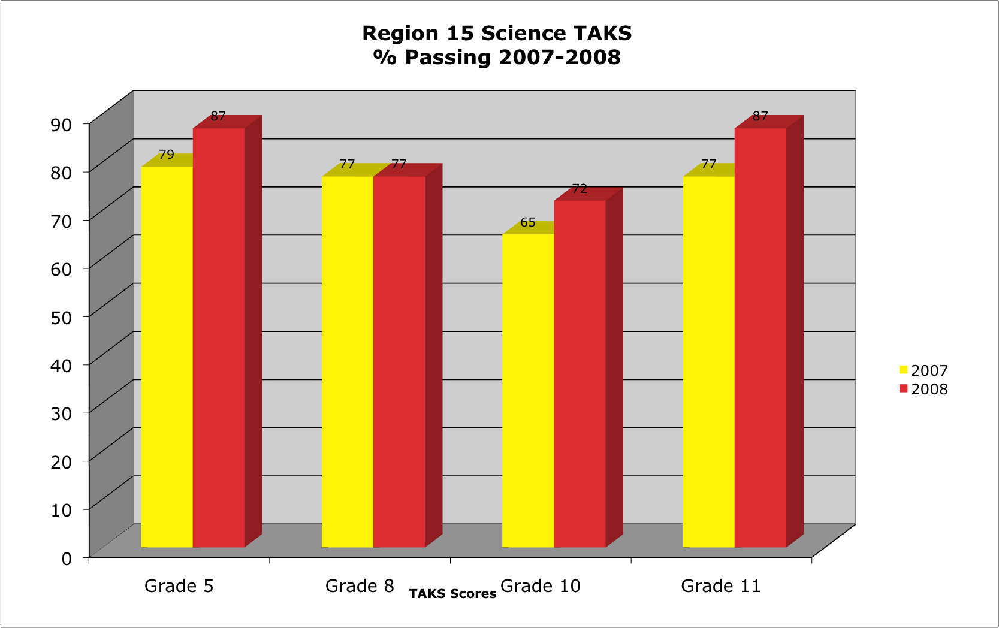 Region 15 Science TAKS
% Passing 2007-2008
90
80
70
60
50
40
30
20
10
0
79
87
77
77
65
72
77
87
Grade 5
Grade 8
Grade 10
Grade 11
TAKS Scores
2007
2008